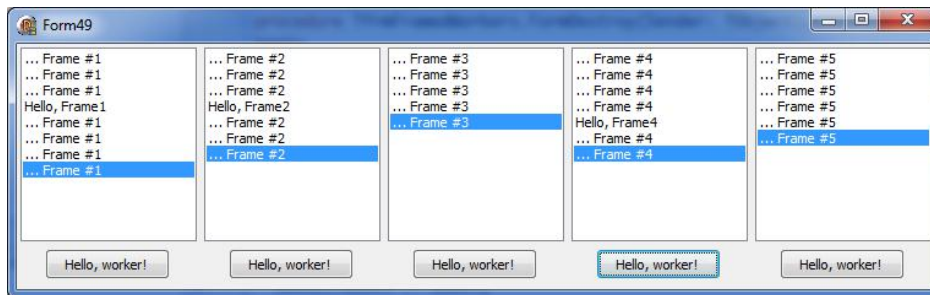 Form49
... Frame #1
... Frame #1
... Frame #1
Hello, Frame1
... Frame #1
... Frame #1
... Frame #1
... Frame #1
... Frame #2
... Frame #2
... Frame #2
Hello, Frame2
... Frame #2
... Frame #2
... Frame #2
... Frame #3
... Frame #3
... Frame #3
... Frame #3
... Frame #3
... Frame #4
... Frame #4
... Frame #4
... Frame #4
Hello, Frame4
... Frame #4
... Frame #4
... Frame #5
... Frame #5
... Frame #5
... Frame #5
... Frame #5
... Frame #5
Hello, worker!
Hello, worker!
Hello, worker!
Hello, worker!
Hello, worker!